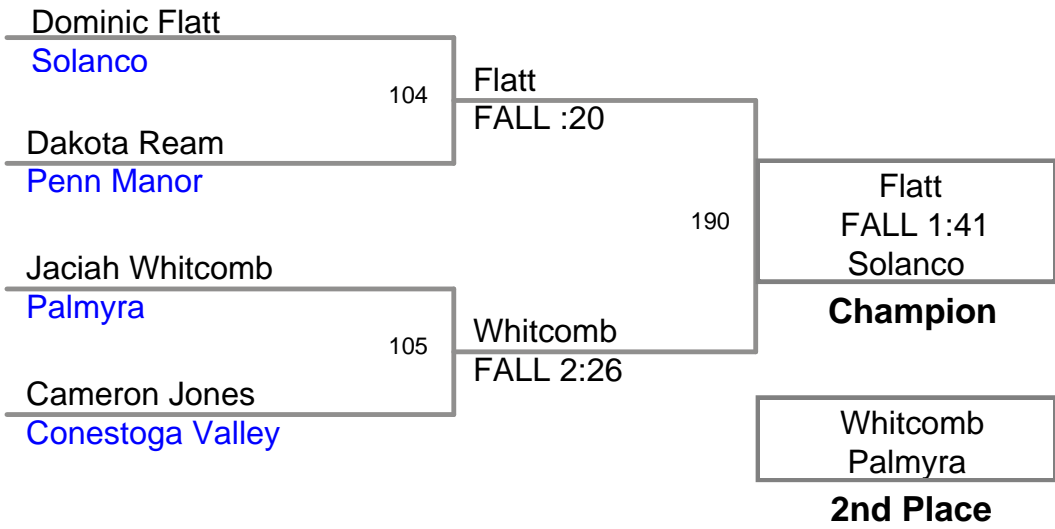 Dominic Flatt
Solanco
104
Flatt
FALL :20
Dakota Ream
Penn Manor
190
Flatt
FALL 1:41
Solanco
Champion
Jaciah Whitcomb
Palmyra
105
Whitcomb
FALL 2:26
Cameron Jones
Conestoga Valley
Whitcomb
Palmyra
2nd Place